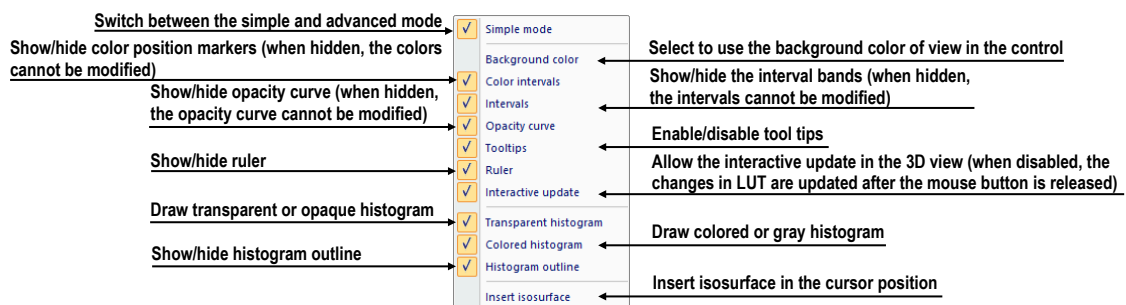 Switch between the simple and advanced mode
Simple mode
Show/hide color position markers (when hidden, the colors
cannot be modified)
Background color
Select to use the background color of view in the control
Color intervals
Show/hide the interval bands (when hidden,
the intervals cannot be modified)
Show/hide opacity curve (when hidden,
the opacity curve cannot be modified)
Intervals
Opacity curve
Enable/disable tool tips
Tooltips
Show/hide ruler
Ruler
Allow the interactive update in the 3D view (when disabled, the
changes in LUT are updated after the mouse button is released)
Interactive update
Draw transparent or opaque histogram
Transparent histogram
Draw colored or gray histogram
Colored histogram
Show/hide histogram outline
Histogram outline
Insert isosurface in the cursor position
Insert isosurface